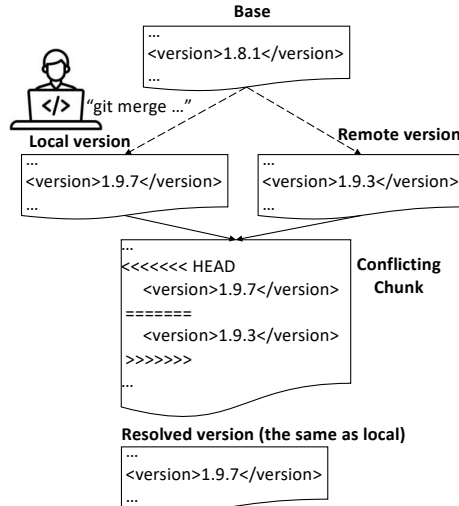 Base
...
<version>1.8.1</version>
...
</>
“git merge ...”
Local version
Remote version
...
<version>1.9.7</version>
...
...
<version>1.9.3</version>
...
...
<<<<<<< HEAD
<version>1.9.7</version>
=======
<version>1.9.3</version>
>>>>>>>
...
Conflicting
Chunk
Resolved version (the same as local)
...
<version>1.9.7</version>
...